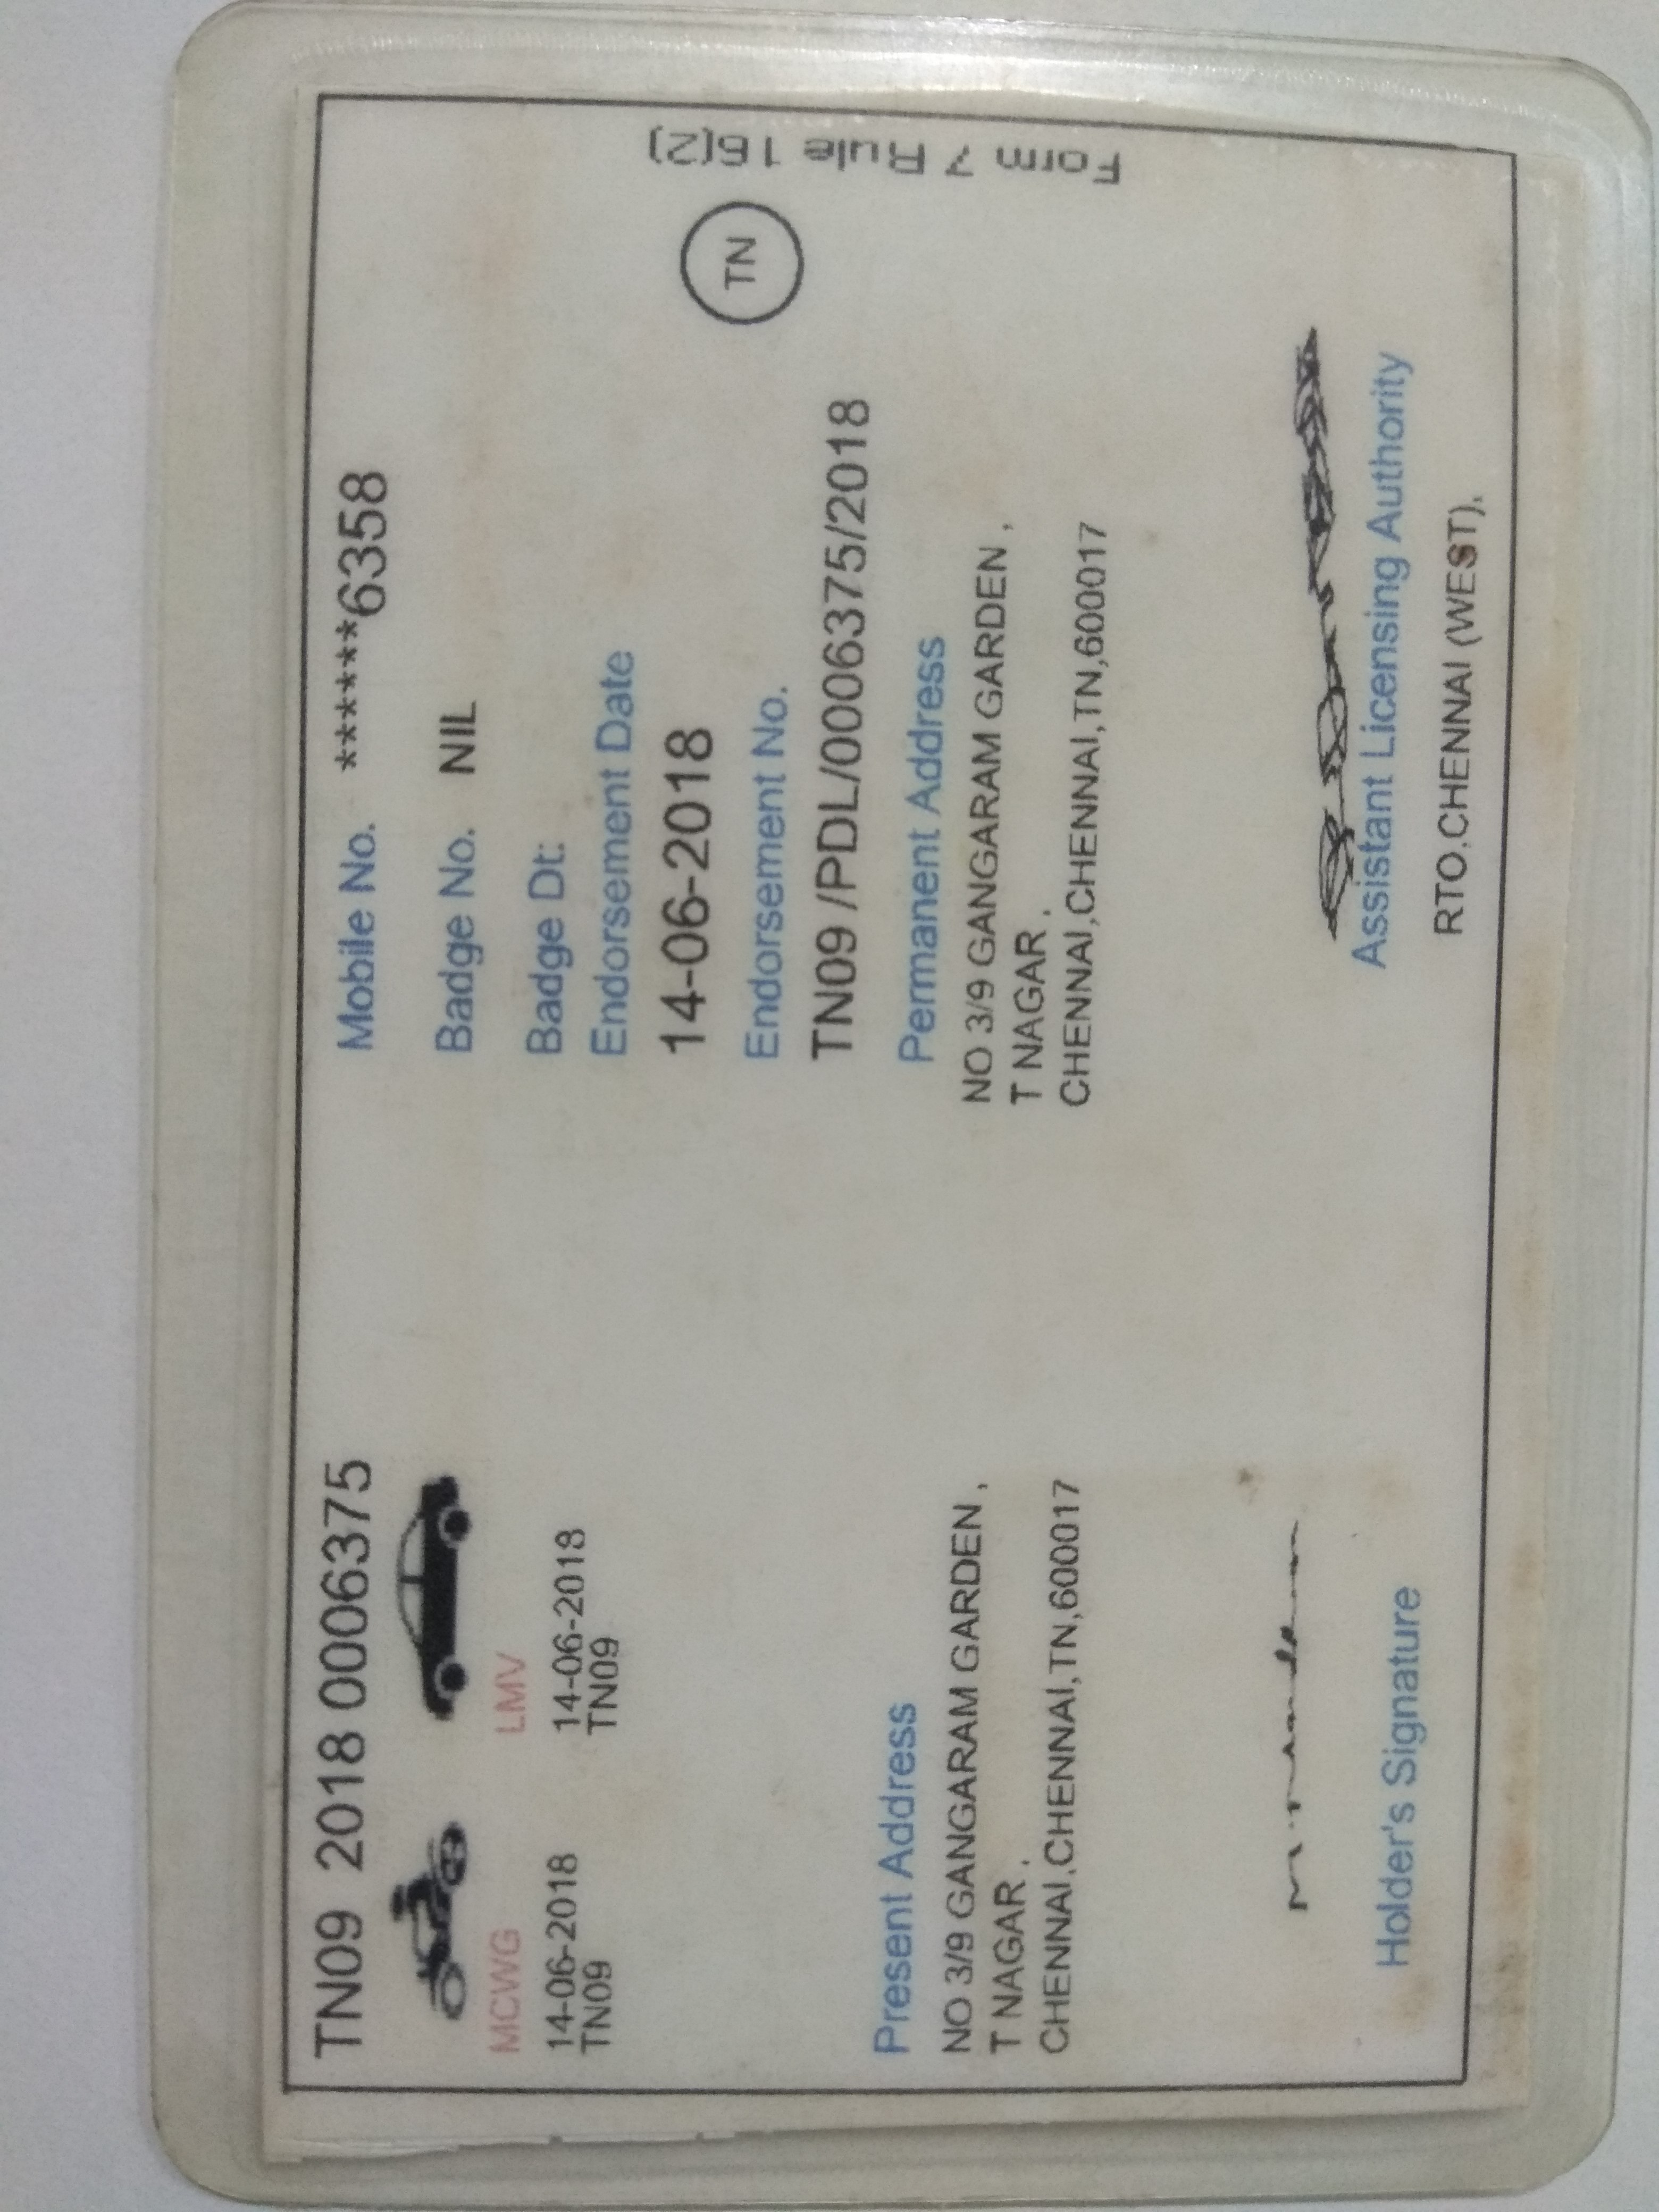 TN09 2018 0006375
MCWG
14-06-2018
TN09
LMV
14-06-2018
TN09
Present Address
NO 3/9 GANGARAM GARDEN ,
T NAGAR ,
CHENNAI,CHENNAI,TN,600017
Holder's Signature
Mobile No. ******6358
Badge No. NIL
Badge Dt:
Endorsement Date
14-06-2018
Endorsement No.
TN09 /PDL/0006375/2018
TN
Permanent Address
NO 3/9 GANGARAM GARDEN ,
T NAGAR ,
CHENNAI,CHENNAI,TN,600017
Assistant Licensing Authority
RTO,CHENNAI (WEST),
Form 7 Rule 16(2)